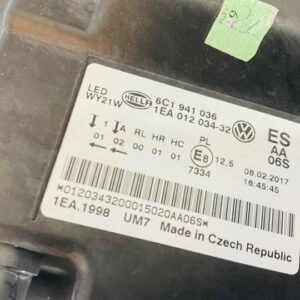 LED HELLA 6C1 941 036 ES
WY21W 1EA 012 034-32 AA
06S
1 1A RL HR HC PL
01 02 00 01 01 E8 12,5
7334
08.02.2017
16:45:45
*0120343200015020AA06S*
1EA.1998 UM7 Made in Czech Republic